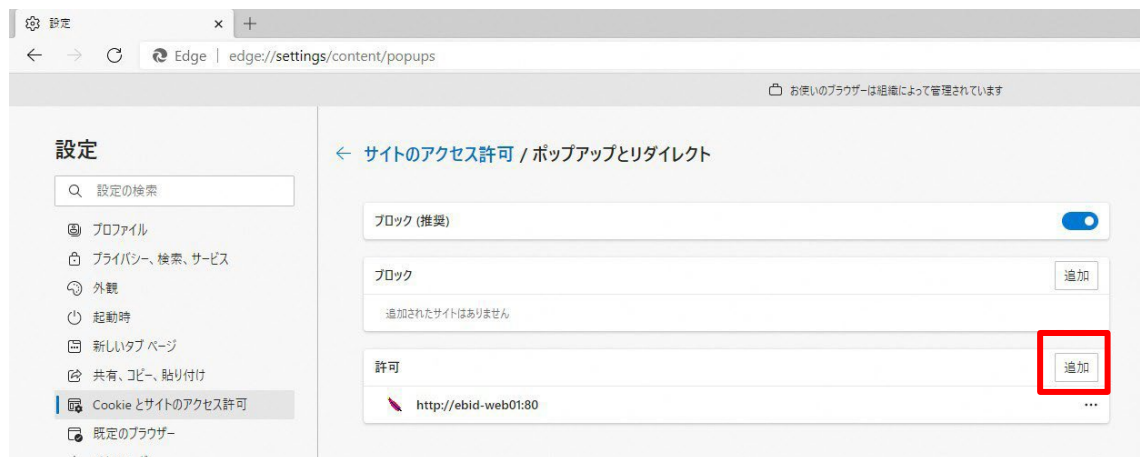 設定
Edge | edge://settings/content/popups
お使いのブラウザーは組織によって管理されています
設定
設定の検索
プロファイル
プライバシー、検索、サービス
外観
起動時
新しいタブ ページ
共有、コピー、貼り付け
Cookie とサイトのアクセス許可
既定のブラウザー
サイトのアクセス許可 / ポップアップとリダイレクト
ブロック (推奨)
ブロック
追加
追加されたサイトはありません
許可
追加
http://ebid-web01:80